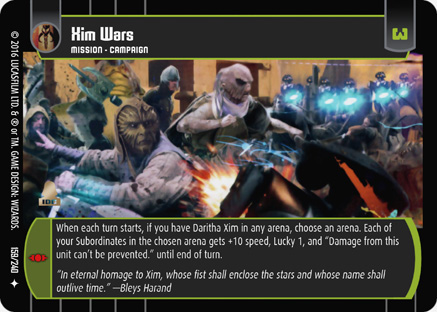 Xim Wars
MISSION - CAMPAIGN
When each turn starts, if you have Daritha Xim in any arena, choose an arena. Each of
your Subordinates in the chosen arena gets +10 speed, Lucky 1, and “Damage from this
unit can't be prevented.” until end of turn.
“In eternal homage to Xim, whose fist shall enclose the stars and whose name shall
outlive time.” —Bleys Harand
© 2016 LUCASFILM LTD. & ® or TM. GAME DESIGN: WIZARDS.
159/240